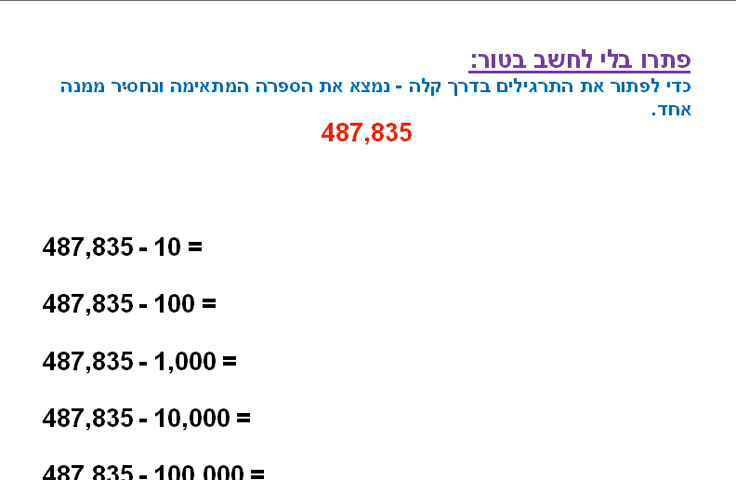 פתרו בלי לחשב בטור:
כדי לפתור את התרגילים בדרך קלה - נמצא את הספרה המתאימה ונחסיר ממנה
אחד.
487,835
487,835 - 10 =
487,835 - 100 =
487,835 - 1,000 =
487,835 - 10,000 =
487,835 - 100,000 =